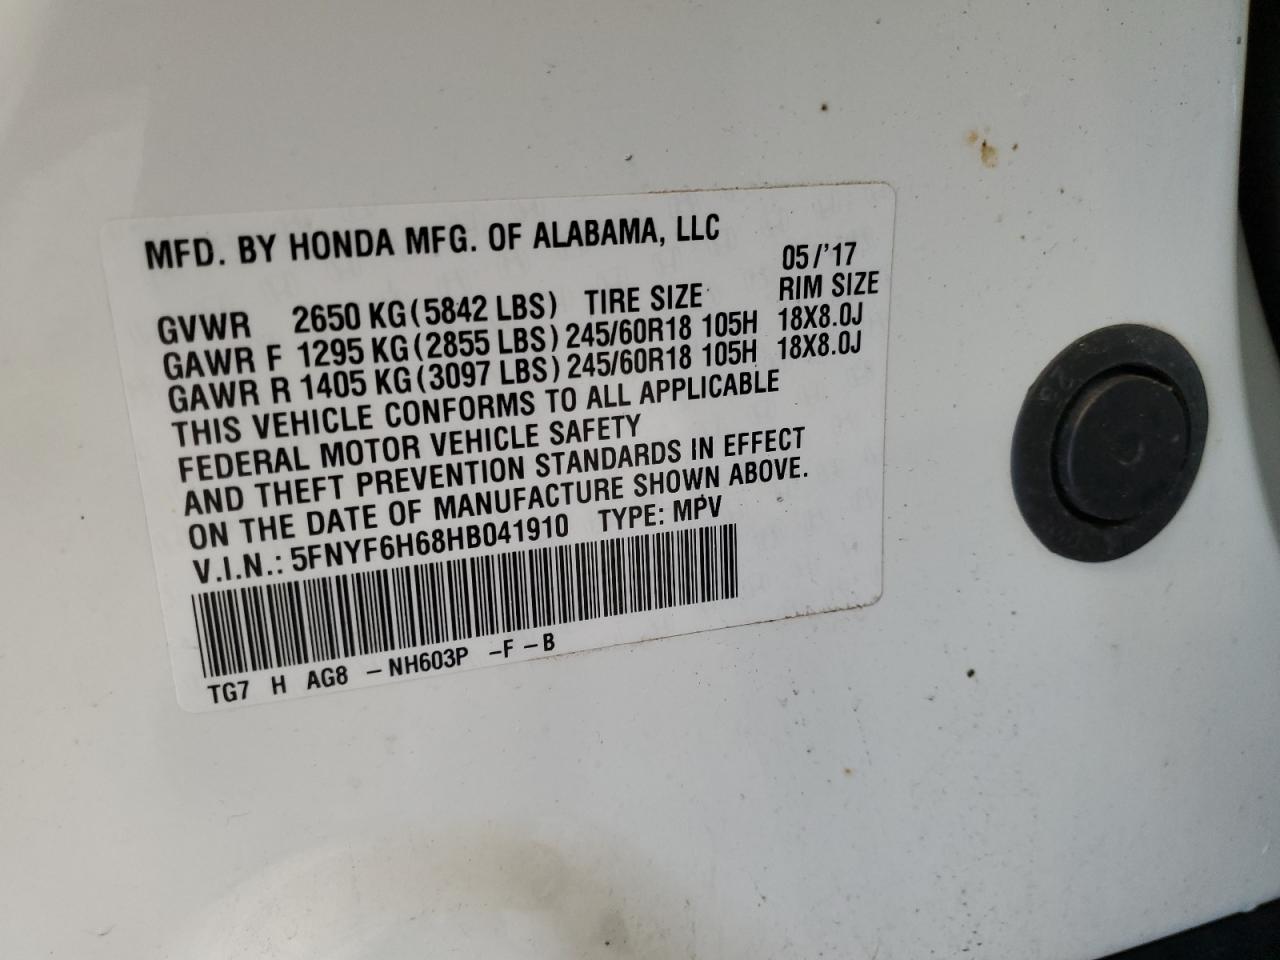 MFD. BY HONDA MFG. OF ALABAMA, LLC
05/'17
GVWR 2650 KG(5842 LBS) TIRE SIZE RIM SIZE
GAWR F 1295 KG(2855 LBS) 245/60R18 105H 18X8.0J
GAWR R 1405 KG(3097 LBS) 245/60R18 105H 18X8.0J
THIS VEHICLE CONFORMS TO ALL APPLICABLE
FEDERAL MOTOR VEHICLE SAFETY
AND THEFT PREVENTION STANDARDS IN EFFECT
ON THE DATE OF MANUFACTURE SHOWN ABOVE.
V.I.N.: 5FNYF6H68HB041910 TYPE: MPV
TG7 H AG8 -NH603P -F-B